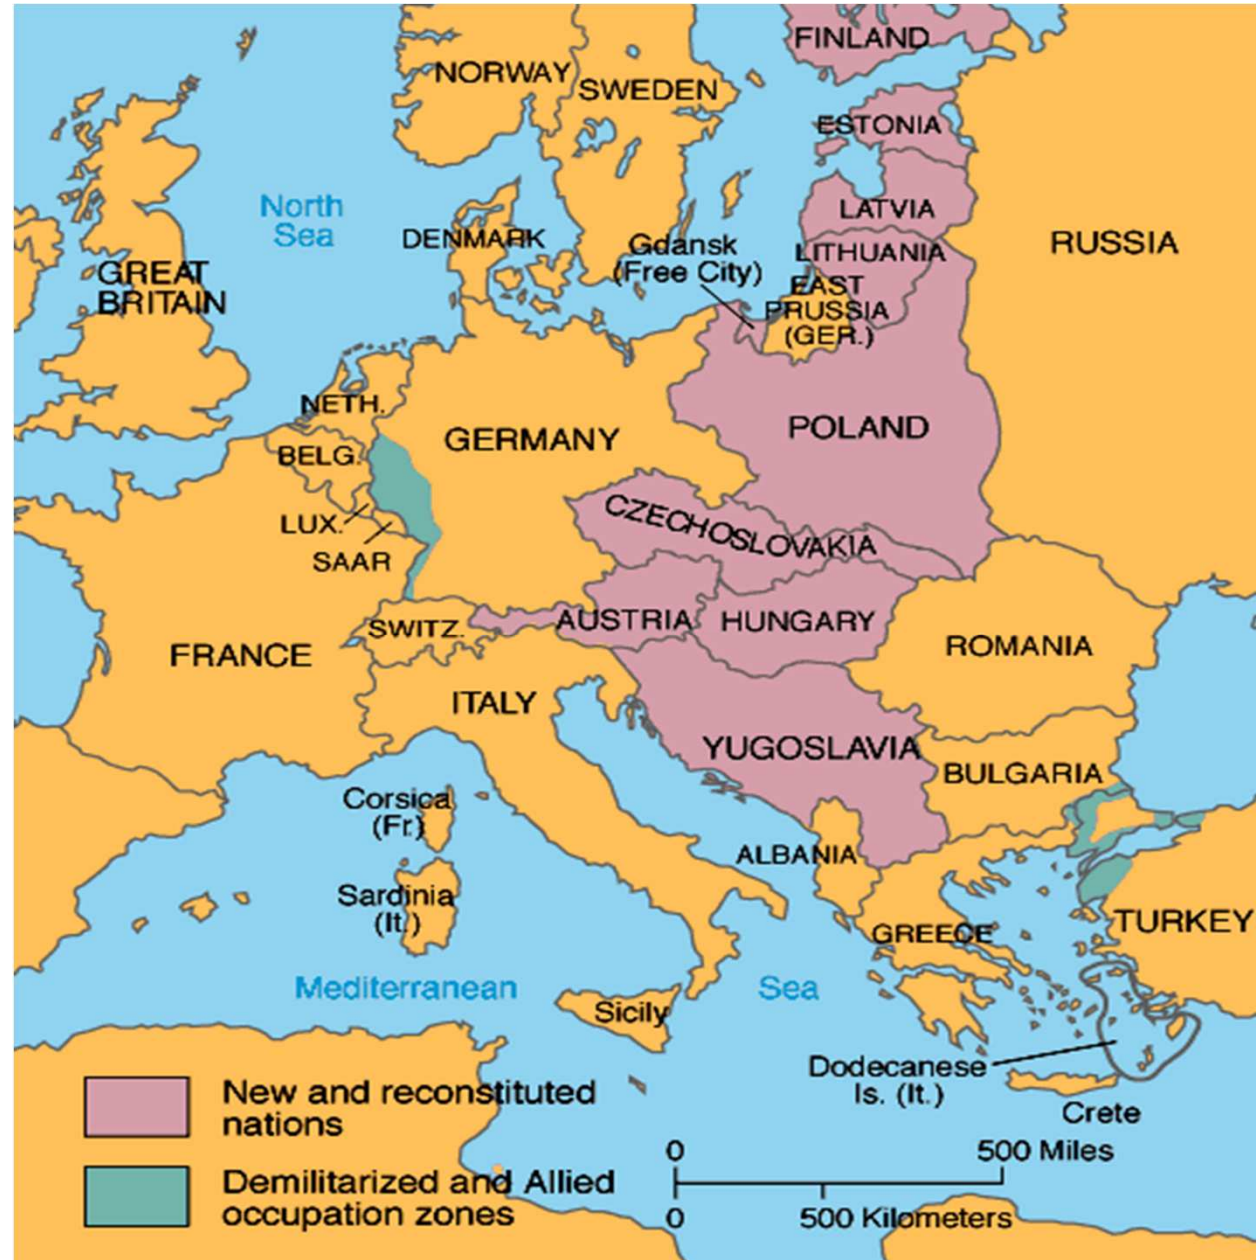 FINLAND
NORWAY
SWEDEN
ESTONIA
LATVIA
North
Sea
DENMARK
Gdansk
(Free City)
LITHUANIA
RUSSIA
GREAT
BRITAIN
EAST
PRUSSIA
(GER.)
NETH.
GERMANY
POLAND
BELG.
LUX.
SAAR
CZECHOSLOVAKIA
SWITZ.
AUSTRIA
HUNGARY
FRANCE
ROMANIA
ITALY
YUGOSLAVIA
BULGARIA
Corsica
(Fr.)
ALBANIA
Sardinia
(It.)
GREECE
TURKEY
Mediterranean
Sea
Sicily
Dodecanese
Is. (It.)
Crete
New and reconstituted
nations
Demilitarized and Allied
occupation zones
0 500 Miles
0 500 Kilometers